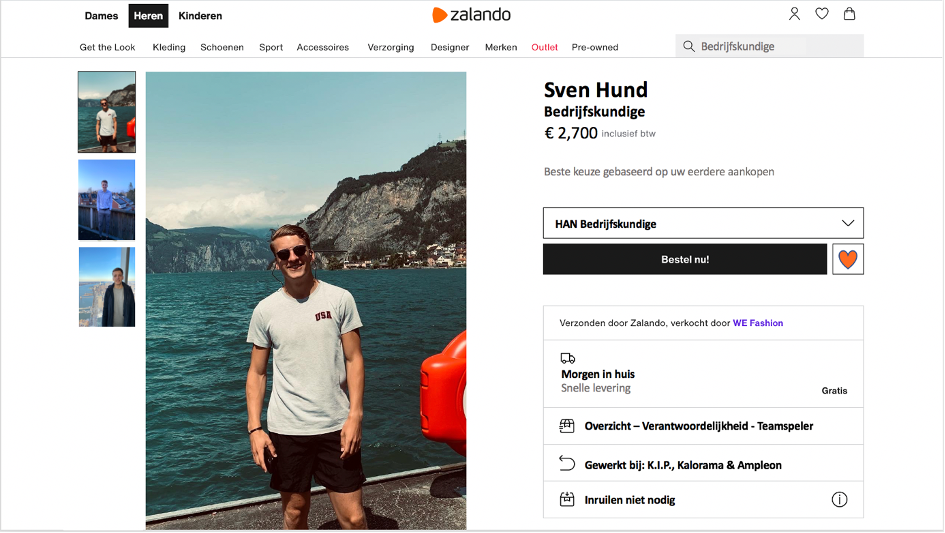 Dames Heren Kinderen
zalando
Get the Look Kleding Schoenen Sport Accessoires Verzorging Designer Merken Outlet Pre-owned
Bedrijfskundige
Sven Hund
Bedrijfskundige
€ 2,700 inclusief btw
Beste keuze gebaseerd op uw eerdere aankopen
HAN Bedrijfskundige
Bestel nu!
Verzonden door Zalando, verkocht door WE Fashion
Morgen in huis
Snelle levering
Gratis
Overzicht – Verantwoordelijkheid - Teamspeler
Gewerkt bij: K.I.P., Kalorama & Ampleon
Inruilen niet nodig
USA